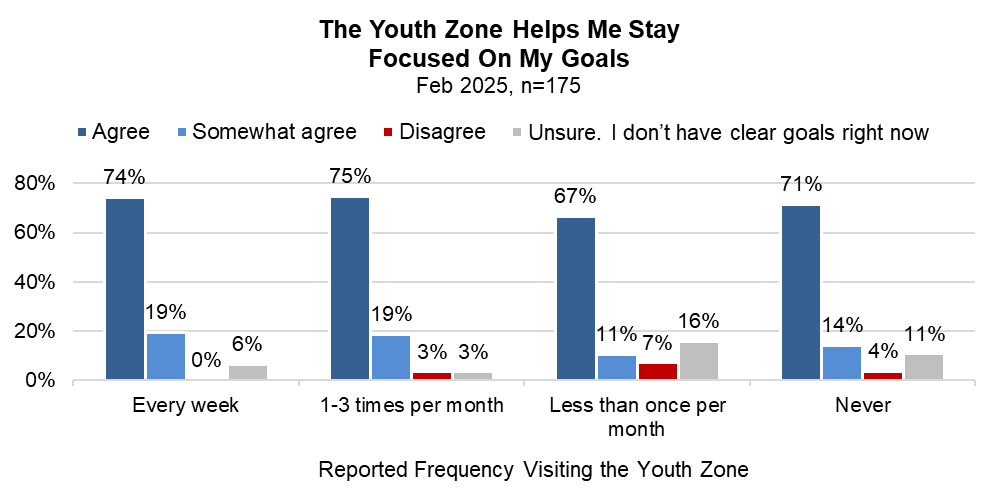 The Youth Zone Helps Me Stay
Focused On My Goals
Feb 2025, n=175
Agree Somewhat agree Disagree Unsure. I don’t have clear goals right now
80%
60%
40%
20%
0%
74% 19% 0% 6%
75% 19% 3% 3%
67% 11% 7% 16%
71% 14% 4% 11%
Every week
1-3 times per month
Less than once per
month
Never
Reported Frequency Visiting the Youth Zone